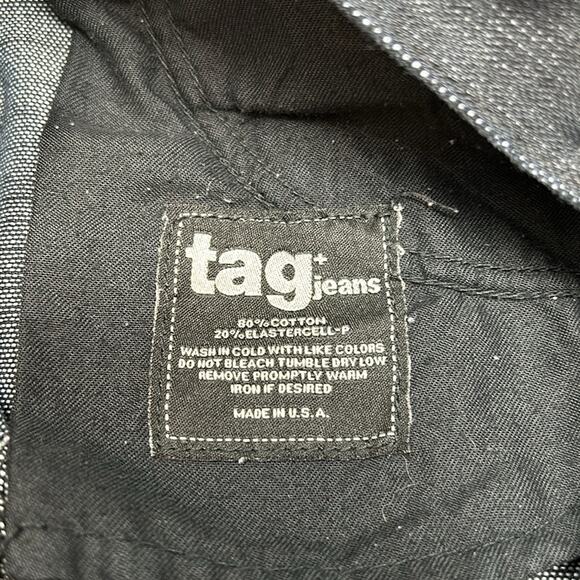 tag+
jeans
80% COTTON
20% ELASTERCELL-P
WASH IN COLD WITH LIKE COLORS
DO NOT BLEACH TUMBLE DRY LOW
REMOVE PROMPTLY WARM
IRON IF DESIRED
MADE IN U.S.A.